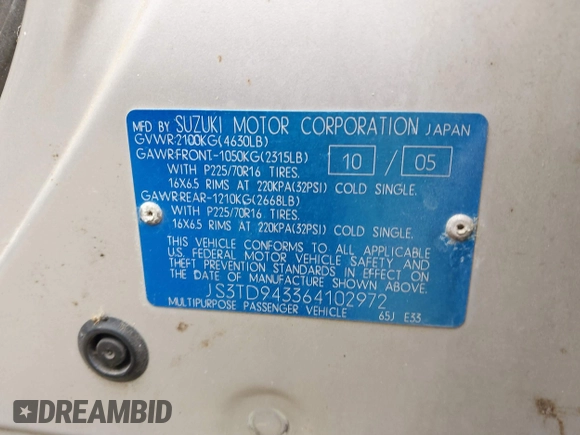 MFD BY SUZUKI MOTOR CORPORATION JAPAN
GVWR:2100KG(4630LB)
GAWR:FRONT-1050KG(2315LB) 10 / 05
WITH P225/70R16 TIRES.
16X6.5 RIMS AT 220KPA(32PSI) COLD SINGLE.
GAWR:REAR-1210KG(2668LB)
WITH P225/70R16 TIRES.
16X6.5 RIMS AT 220KPA(32PSI) COLD SINGLE.
THIS VEHICLE CONFORMS TO ALL APPLICABLE
U.S. FEDERAL MOTOR VEHICLE SAFETY AND
THEFT PREVENTION STANDARDS IN EFFECT ON
THE DATE OF MANUFACTURE SHOWN ABOVE.
JS3TD943364102972
MULTIPURPOSE PASSENGER VEHICLE 65J E33
DREAMBID